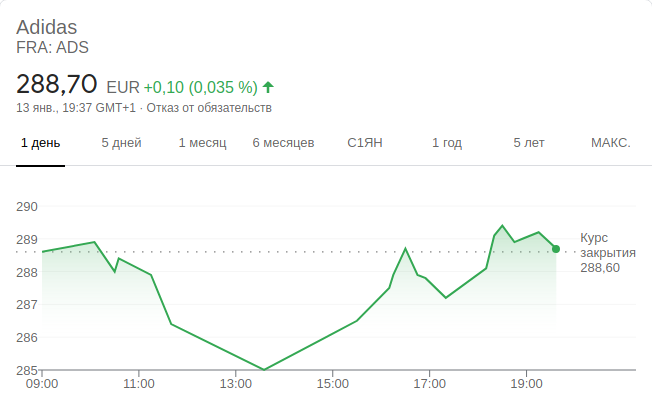 Adidas
FRA: ADS
288,70 EUR +0,10 (0,035 %)
13 янв., 19:37 GMT+1 · Отказ от обязательств
1 день 5 дней 1 месяц 6 месяцев С1ЯН 1 год 5 лет МАКС.
290
289
288
287
286
285
Курс
закрытия
288,60
09:00 11:00 13:00 15:00 17:00 19:00